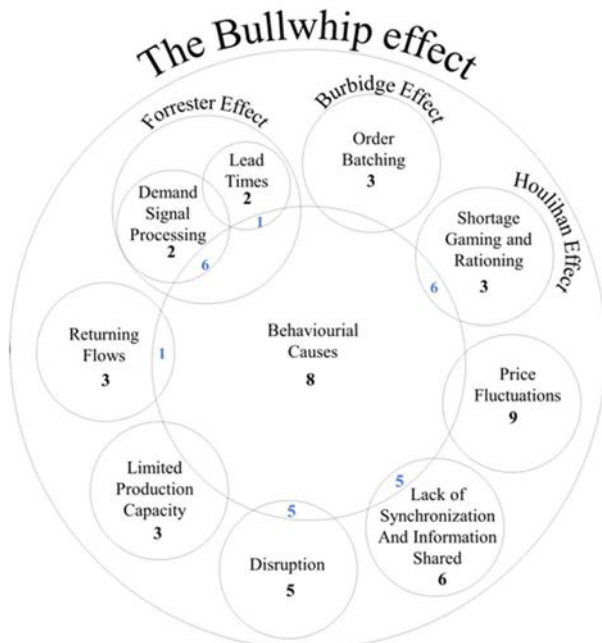 The Bullwhip effect
Forrester Effect
Burbidge Effect
Houlihan Effect
Lead
Times
2
1
Demand
Signal
Processing
2
6
Order
Batching
3
Shortage
Gaming and
Rationing
3
6
Returning
Flows
3
1
Behaviourial
Causes
8
Price
Fluctuations
9
Limited
Production
Capacity
3
5
Disruption
5
5
Lack of
Synchronization
And Information
Shared
6